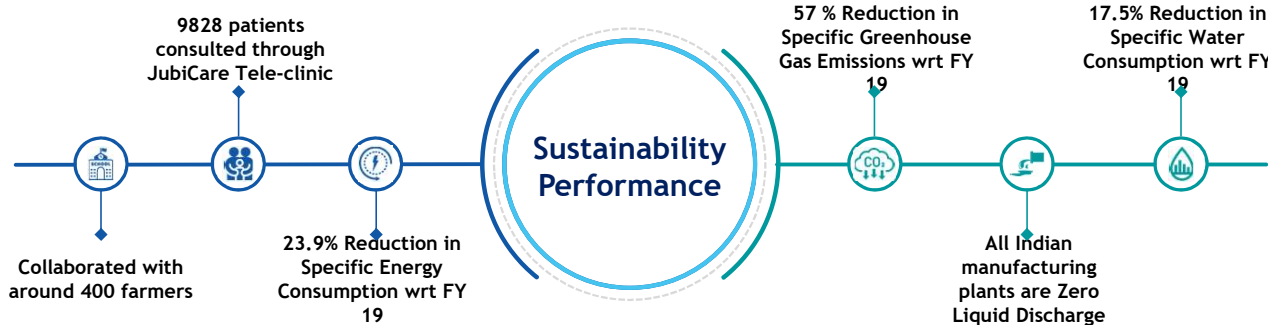 9828 patients
consulted through
JubiCare Tele-clinic
SCHOOL
Collaborated with
around 400 farmers
23.9% Reduction in
Specific Energy
Consumption wrt FY
19
Sustainability
Performance
57 % Reduction in
Specific Greenhouse
Gas Emissions wrt FY
19
CO₂
All Indian
manufacturing
plants are Zero
Liquid Discharge
17.5% Reduction in
Specific Water
Consumption wrt FY
19